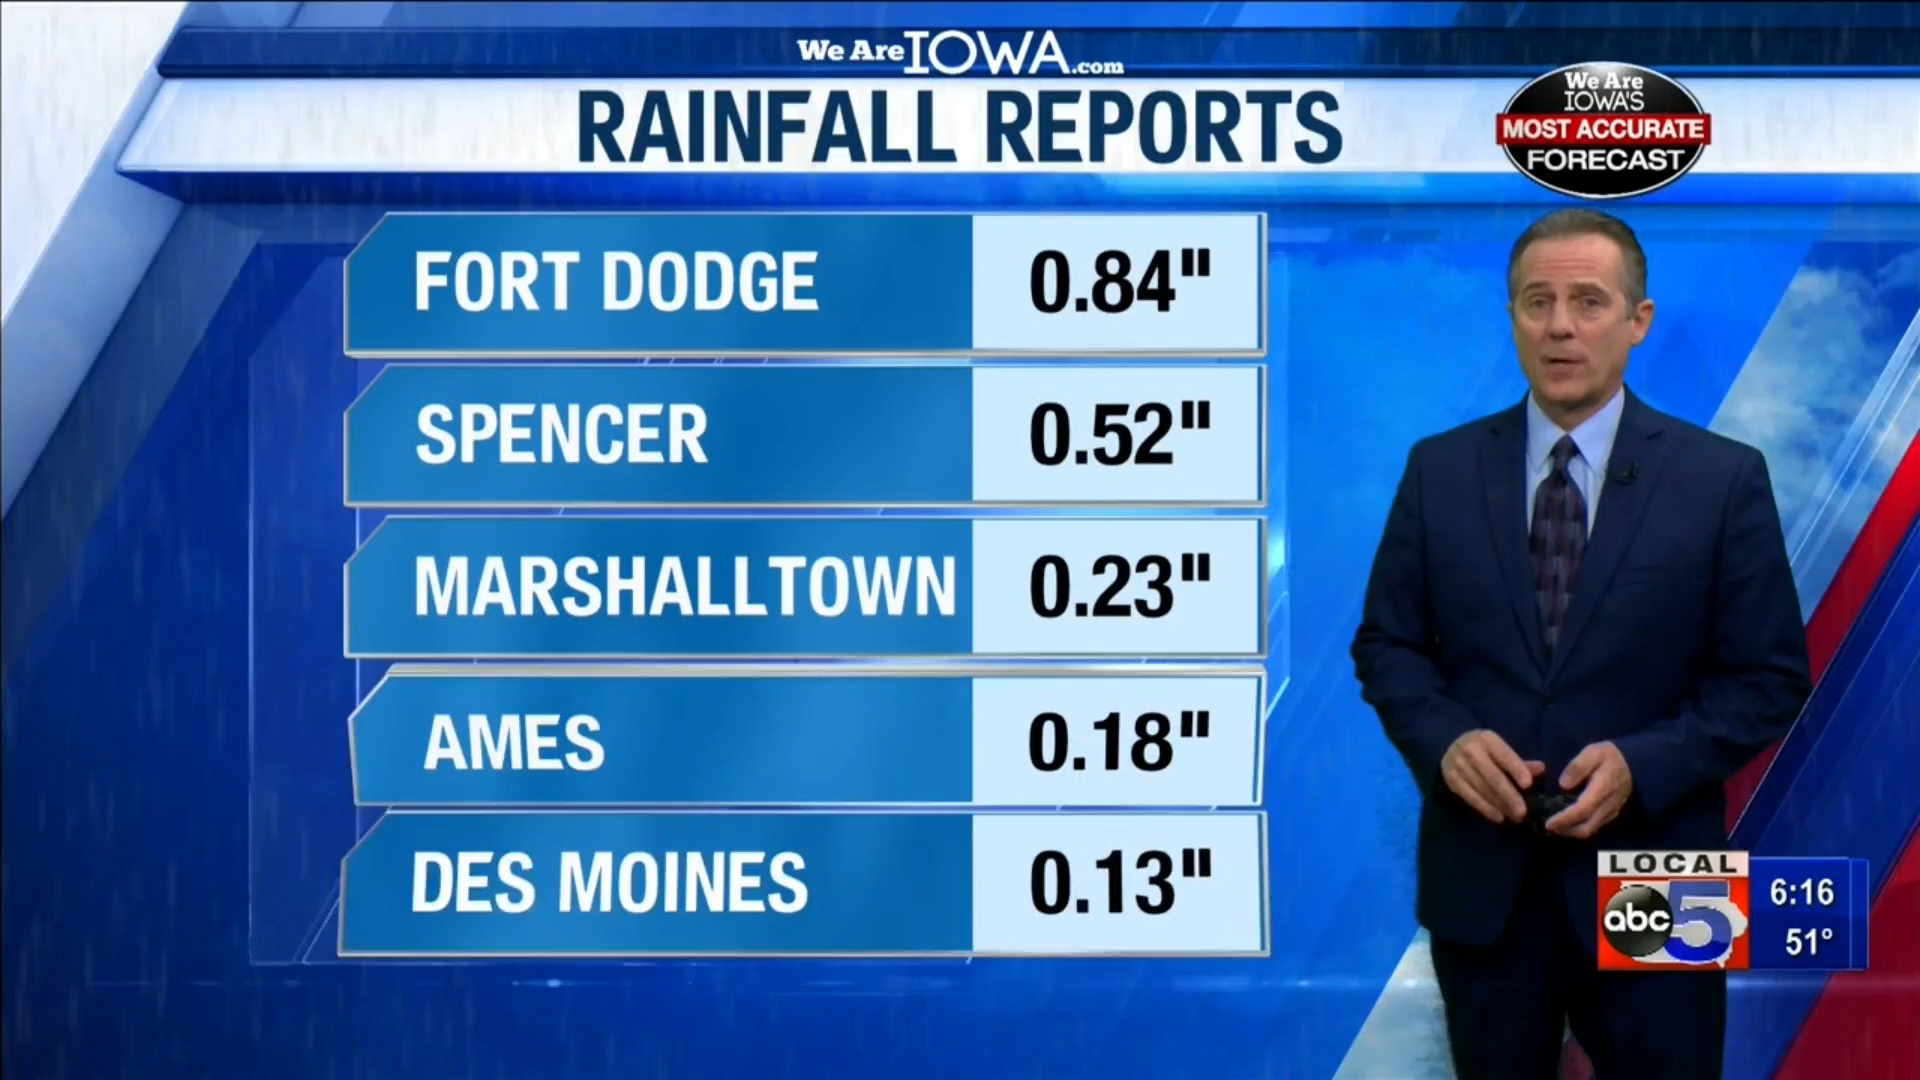 We Are IOWA.com
RAINFALL REPORTS
We Are
IOWA'S
MOST ACCURATE
FORECAST
FORT DODGE 0.84"
SPENCER 0.52"
MARSHALLTOWN 0.23"
AMES 0.18"
DES MOINES 0.13"
LOCAL
abc 5
6:16
51°